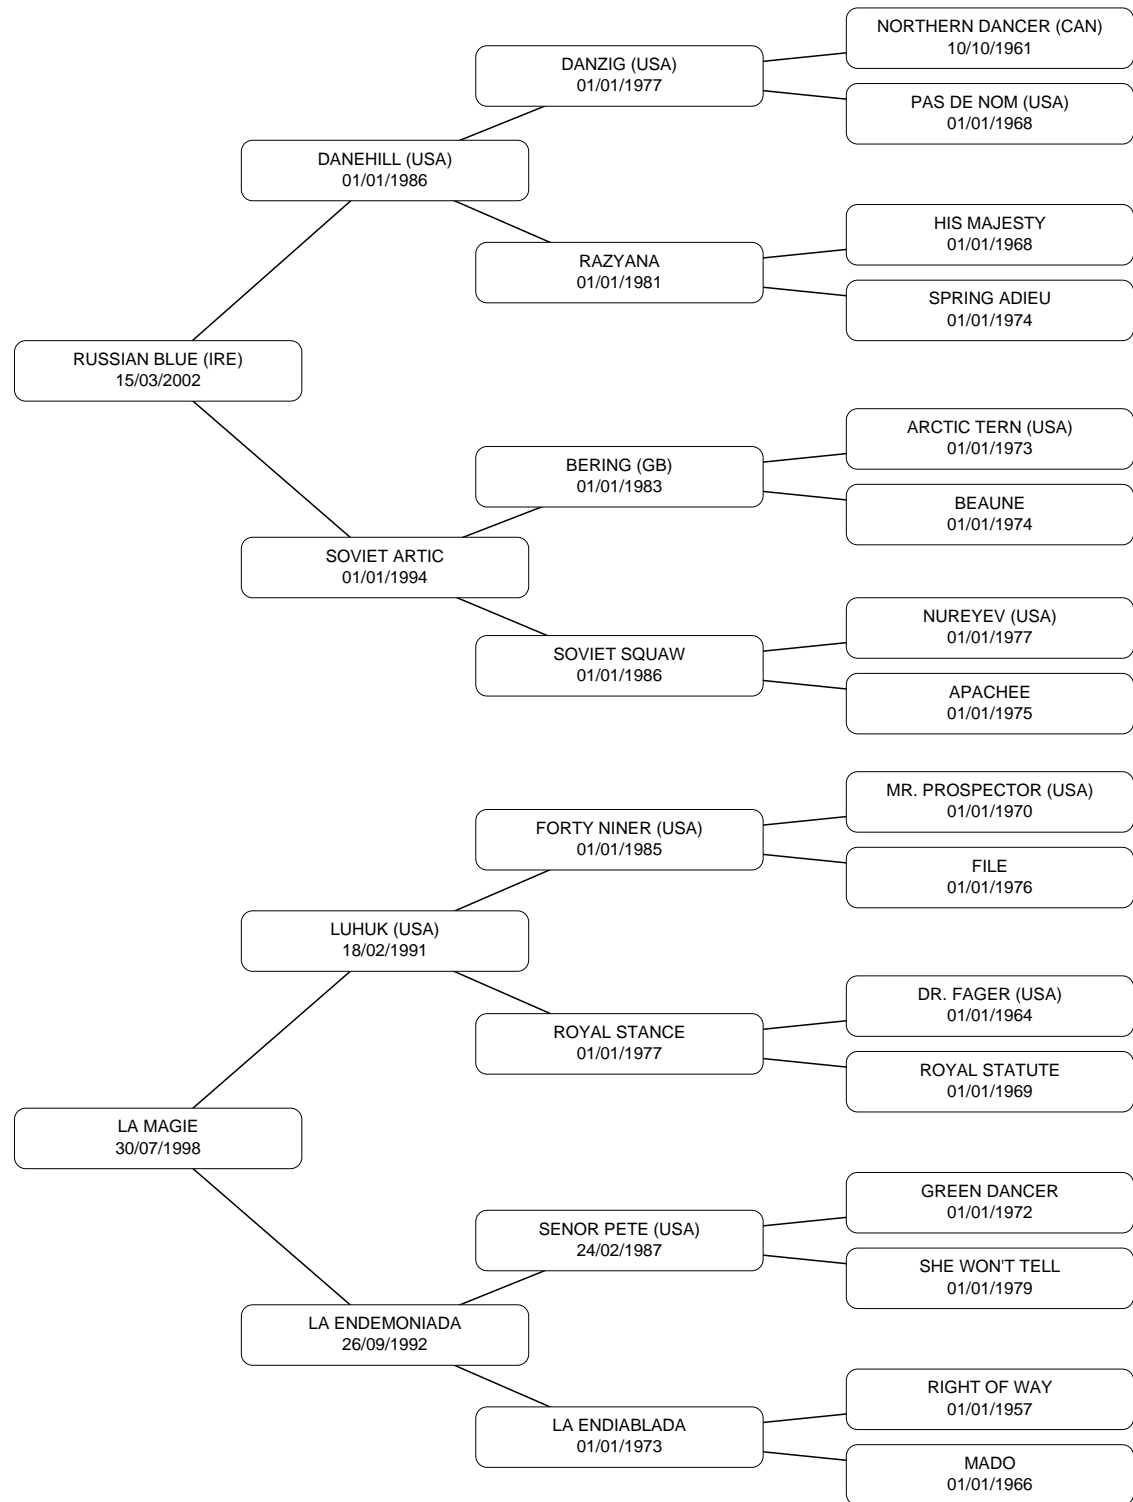 NORTHERN DANCER (CAN)
10/10/1961
DANZIG (USA)
01/01/1977
PAS DE NOM (USA)
01/01/1968
DANEHILL (USA)
01/01/1986
HIS MAJESTY
01/01/1968
RAZYANA
01/01/1981
SPRING ADIEU
01/01/1974
RUSSIAN BLUE (IRE)
15/03/2002
ARCTIC TERN (USA)
01/01/1973
BERING (GB)
01/01/1983
BEAUNE
01/01/1974
SOVIET ARTIC
01/01/1994
NUREYEV (USA)
01/01/1977
SOVIET SQUAW
01/01/1986
APACHEE
01/01/1975
MR. PROSPECTOR (USA)
01/01/1970
FORTY NINER (USA)
01/01/1985
FILE
01/01/1976
LUHUK (USA)
18/02/1991
DR. FAGER (USA)
01/01/1964
ROYAL STANCE
01/01/1977
ROYAL STATUTE
01/01/1969
LA MAGIE
30/07/1998
GREEN DANCER
01/01/1972
SENOR PETE (USA)
24/02/1987
SHE WON'T TELL
01/01/1979
LA ENDEMONIADA
26/09/1992
RIGHT OF WAY
01/01/1957
LA ENDIABLADA
01/01/1973
MADO
01/01/1966